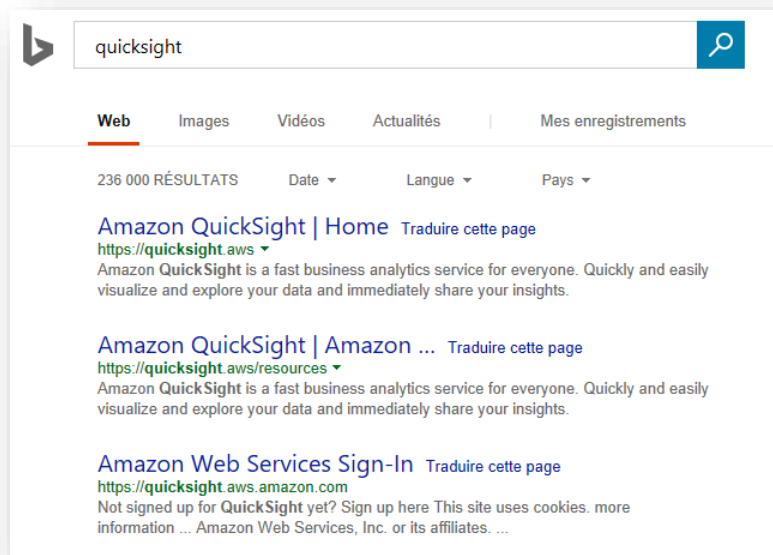 quicksight
Web Images Vidéos Actualités | Mes enregistrements
236 000 RÉSULTATS Date Langue Pays
Amazon QuickSight | Home Traduire cette page
https://quicksight.aws
Amazon QuickSight is a fast business analytics service for everyone. Quickly and easily
visualize and explore your data and immediately share your insights.
Amazon QuickSight | Amazon ... Traduire cette page
https://quicksight.aws/resources
Amazon QuickSight is a fast business analytics service for everyone. Quickly and easily
visualize and explore your data and immediately share your insights.
Amazon Web Services Sign-In Traduire cette page
https://quicksight.aws.amazon.com
Not signed up for QuickSight yet? Sign up here This site uses cookies. more
information ... Amazon Web Services, Inc. or its affiliates. ...